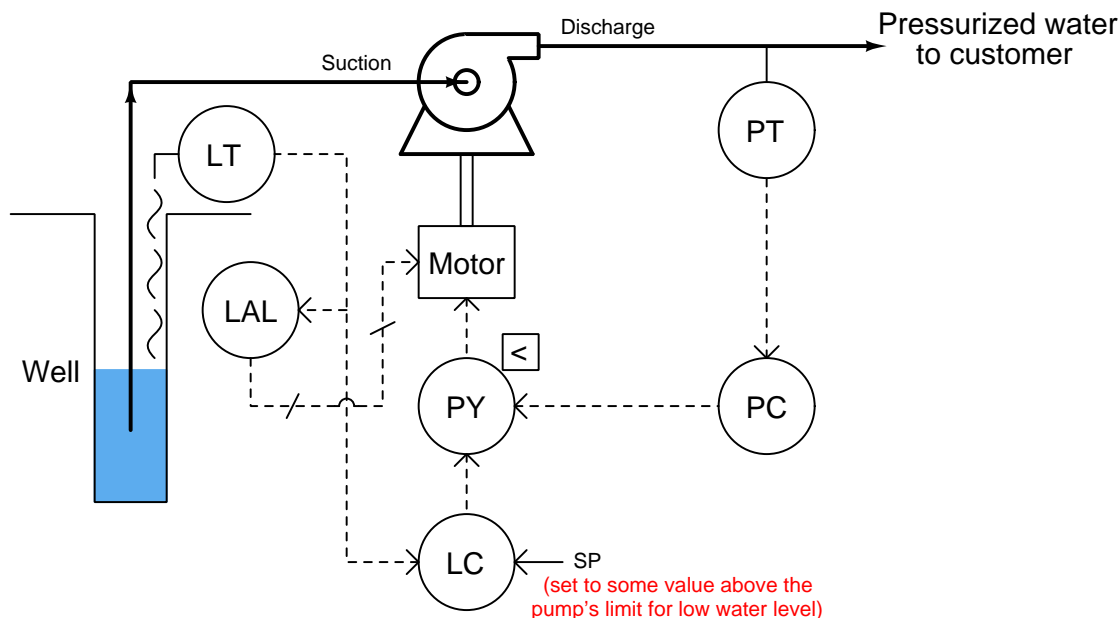 Pressurized water
to customer
Discharge
Suction
PT
LT
Motor
LAL
<
Well
PY
PC
LC
SP
(set to some value above the
pump's limit for low water level)